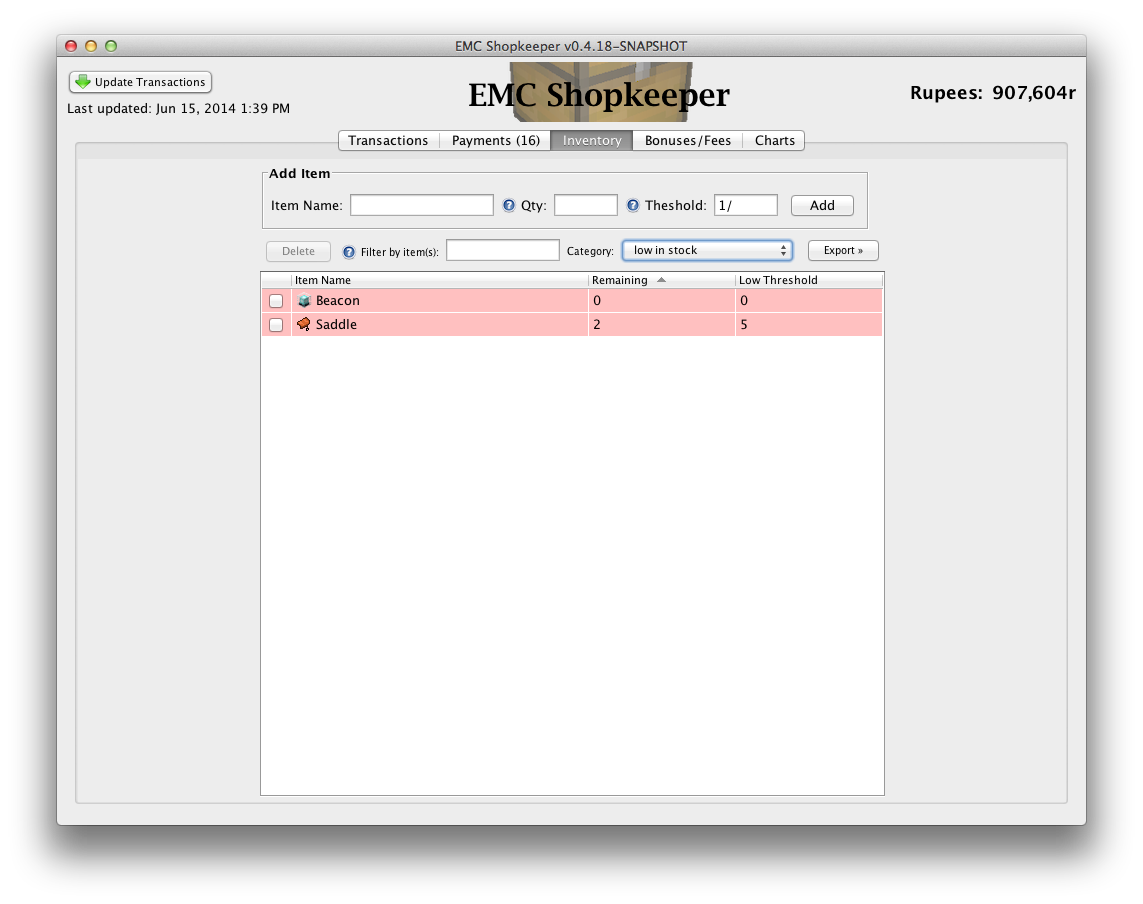 EMC Shopkeeper v0.4.18-SNAPSHOT
Update Transactions
Last updated: Jun 15, 2014 1:39 PM
EMC Shopkeeper
Rupees: 907,604r
Transactions Payments (16) Inventory Bonuses/Fees Charts
Add Item
Item Name: ? Qty: ? Theshold: 1/ Add
Delete ? Filter by item(s): Category: low in stock Export »
Item Name Remaining Low Threshold
Beacon 0 0
Saddle 2 5